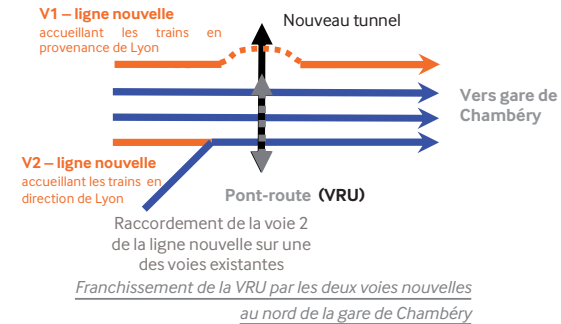 V1 – ligne nouvelle
accueillant les trains en
provenance de Lyon
Nouveau tunnel
Vers gare de
Chambéry
V2 – ligne nouvelle
accueillant les trains en
direction de Lyon
Pont-route (VRU)
Raccordement de la voie 2
de la ligne nouvelle sur une
des voies existantes
Franchissement de la VRU par les deux voies nouvelles
au nord de la gare de Chambéry